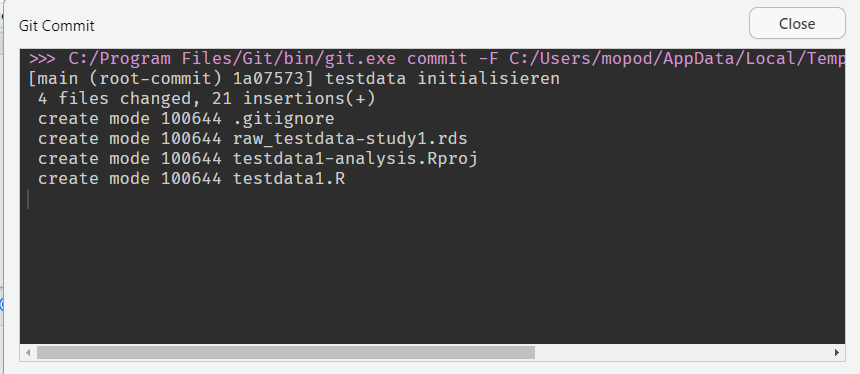 Git Commit
Close
>>> C:/Program Files/Git/bin/git.exe commit -F C:/Users/mopod/AppData/Local/Temp
[main (root-commit) 1a07573] testdata initialisieren
4 files changed, 21 insertions(+)
create mode 100644 .gitignore
create mode 100644 raw_testdata-study1.rds
create mode 100644 testdata1-analysis.Rproj
create mode 100644 testdata1.R